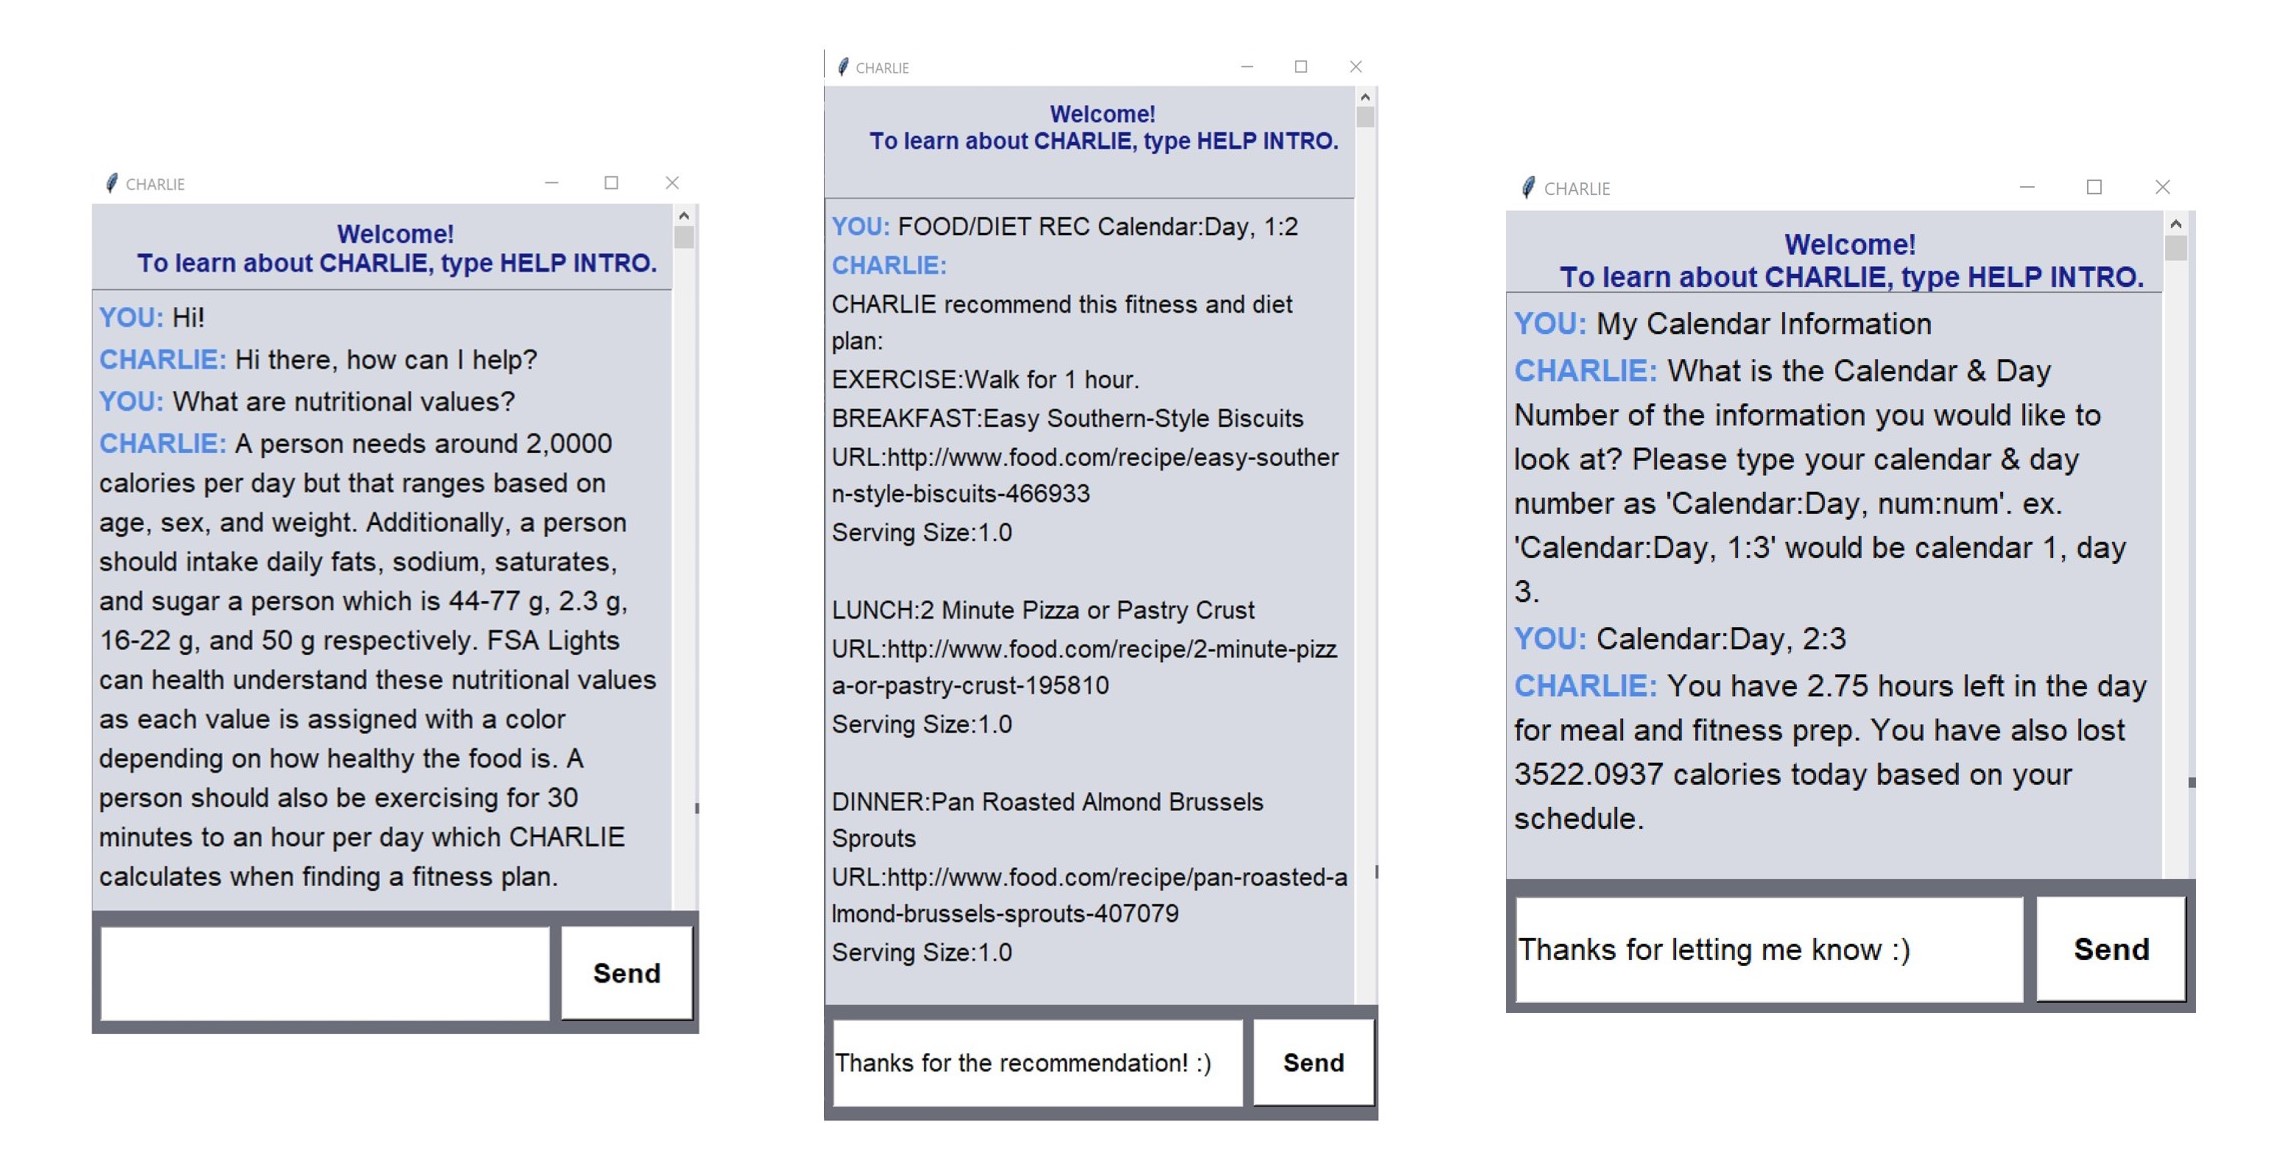 CHARLIE
Welcome!
To learn about CHARLIE, type HELP INTRO.
YOU: Hi!
CHARLIE: Hi there, how can I help?
YOU: What are nutritional values?
CHARLIE: A person needs around 2,0000
calories per day but that ranges based on
age, sex, and weight. Additionally, a person
should intake daily fats, sodium, saturates,
and sugar a person which is 44-77 g, 2.3 g,
16-22 g, and 50 g respectively. FSA Lights
can health understand these nutritional values
as each value is assigned with a color
depending on how healthy the food is. A
person should also be exercising for 30
minutes to an hour per day which CHARLIE
calculates when finding a fitness plan.
Send
CHARLIE
Welcome!
To learn about CHARLIE, type HELP INTRO.
YOU: FOOD/DIET REC Calendar:Day, 1:2
CHARLIE:
CHARLIE recommend this fitness and diet
plan:
EXERCISE:Walk for 1 hour.
BREAKFAST:Easy Southern-Style Biscuits
URL:http://www.food.com/recipe/easy-souther
n-style-biscuits-466933
Serving Size:1.0
LUNCH:2 Minute Pizza or Pastry Crust
URL:http://www.food.com/recipe/2-minute-pizz
a-or-pastry-crust-195810
Serving Size:1.0
DINNER:Pan Roasted Almond Brussels
Sprouts
URL:http://www.food.com/recipe/pan-roasted-a
lmond-brussels-sprouts-407079
Serving Size:1.0
Thanks for the recommendation! :)
Send
CHARLIE
Welcome!
To learn about CHARLIE, type HELP INTRO.
YOU: My Calendar Information
CHARLIE: What is the Calendar & Day
Number of the information you would like to
look at? Please type your calendar & day
number as 'Calendar:Day, num:num'. ex.
'Calendar:Day, 1:3' would be calendar 1, day
3.
YOU: Calendar:Day, 2:3
CHARLIE: You have 2.75 hours left in the day
for meal and fitness prep. You have also lost
3522.0937 calories today based on your
schedule.
Thanks for letting me know :)
Send